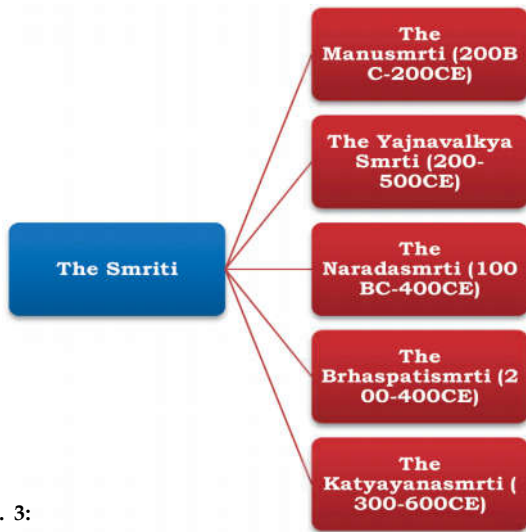 The
Manusmrti (200B
C-200CE)
The Yajnavalkya
Smrti (200-
500CE)
The Smriti
The
Naradasmrti (100
BC-400CE)
The
Brhaspatismrti (2
00-400CE)
The
Katyayanasmrti (
300-600CE)
. 3: